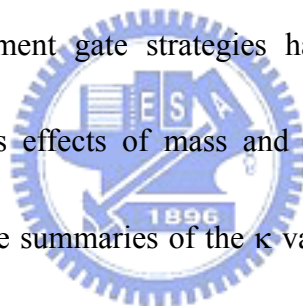 ment gate strategies ha
E S A
s effects of mass and
1896
e summaries of the κ va